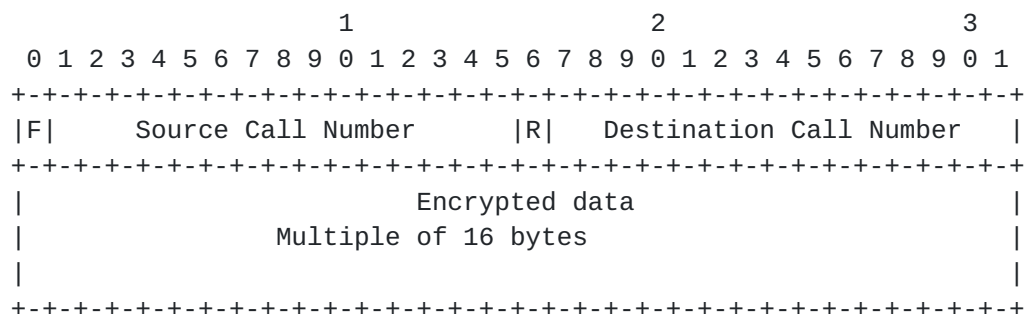 1                   2                   3
 0 1 2 3 4 5 6 7 8 9 0 1 2 3 4 5 6 7 8 9 0 1 2 3 4 5 6 7 8 9 0 1
+-+-+-+-+-+-+-+-+-+-+-+-+-+-+-+-+-+-+-+-+-+-+-+-+-+-+-+-+-+-+-+-+
|F|     Source Call Number      |R|   Destination Call Number   |
+-+-+-+-+-+-+-+-+-+-+-+-+-+-+-+-+-+-+-+-+-+-+-+-+-+-+-+-+-+-+-+-+
|                         Encrypted data                        |
|                Multiple of 16 bytes                           |
|                                                               |
+-+-+-+-+-+-+-+-+-+-+-+-+-+-+-+-+-+-+-+-+-+-+-+-+-+-+-+-+-+-+-+-+